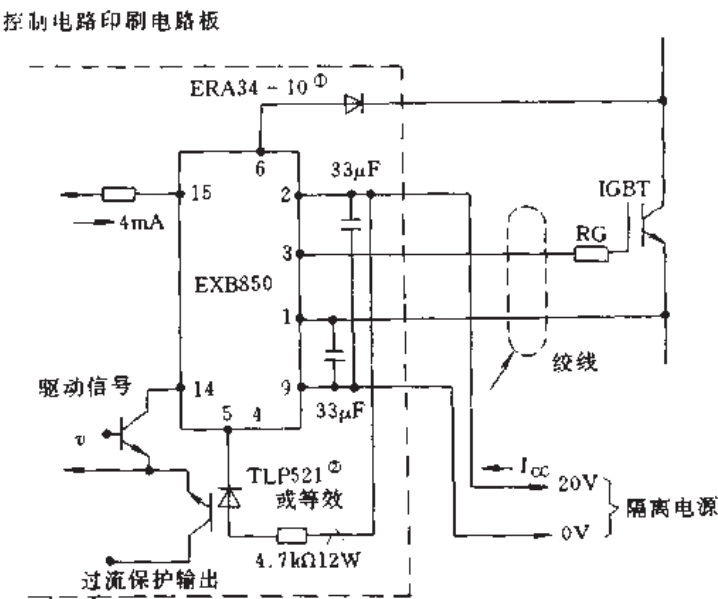 控制电路印刷电路板
ERA34-10①
6
33μF
15
2
IGBT
4mA
RG
3
EXB850
1
绞线
驱动信号
14
9
5 4
33μF
v
TLP521②
或等效
Icc
20V
隔离电源
0V
4.7kΩ12W
过流保护输出